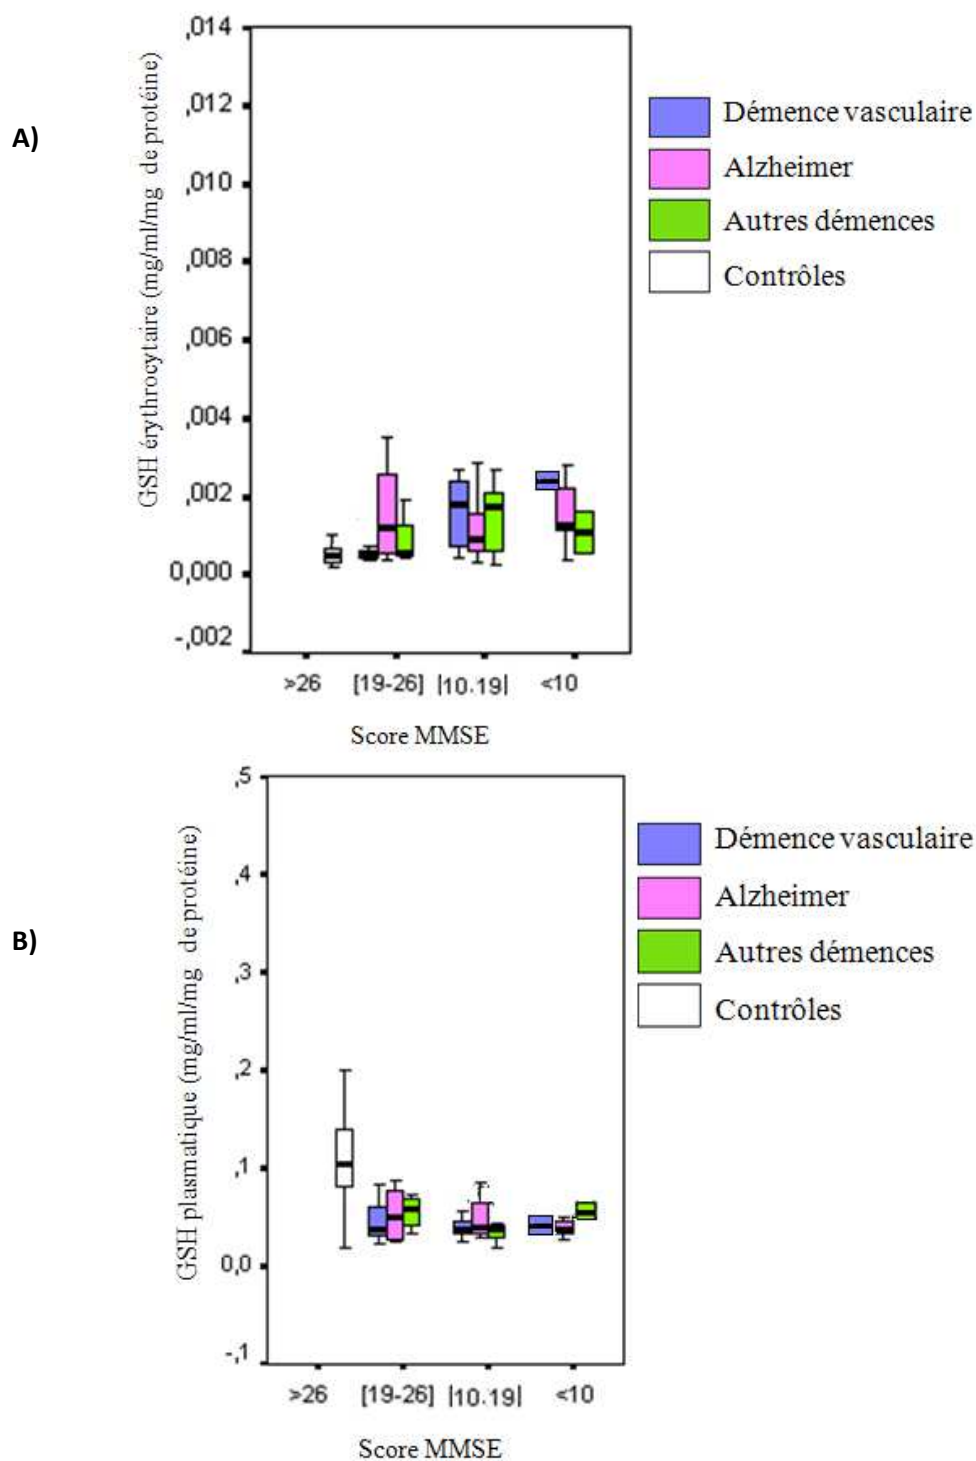 A)
GSH érythrocytaire (mg/ml/mg de protéine)
,014
,012
,010
,008
,006
,004
,002
0,000
-,002
>26 [19-26] |10.19| <10
Score MMSE
Démence vasculaire
Alzheimer
Autres démences
Contrôles
B)
GSH plasmatique (mg/ml/mg de protéine)
,5
,4
,3
,2
,1
0,0
-,1
>26 [19-26] |10.19| <10
Score MMSE
Démence vasculaire
Alzheimer
Autres démences
Contrôles